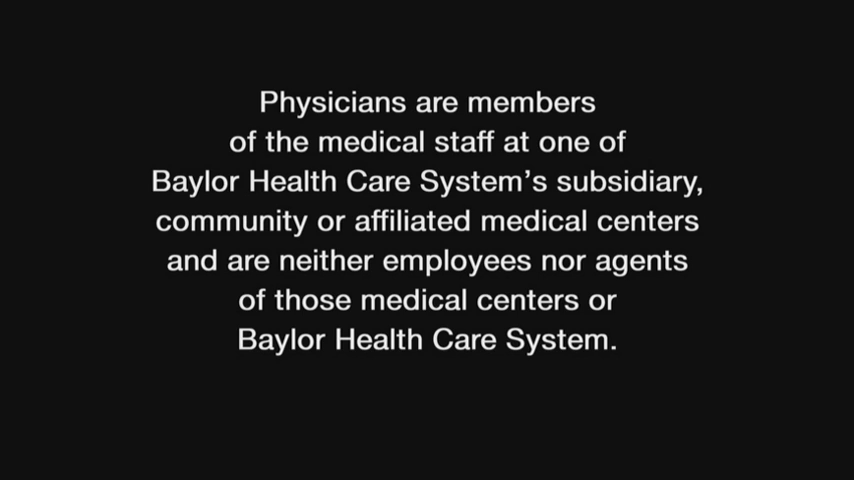 Physicians are members
of the medical staff at one of
Baylor Health Care System’s subsidiary,
community or affiliated medical centers
and are neither employees nor agents
of those medical centers or
Baylor Health Care System.